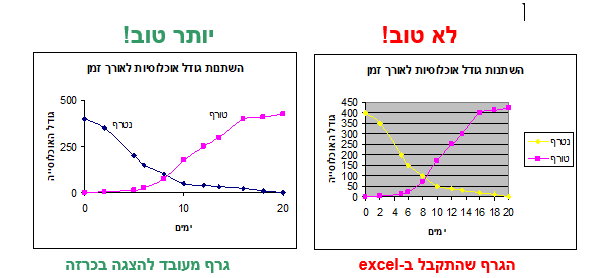 לא טוב!
יותר טוב!
השתנות גודל אוכלוסיות לאורך זמן
גודל האוכלוסייה
450
400
350
300
250
200
150
100
50
0
0 2 4 6 8 10 12 14 16 18 20
ימים
נטרף
טורף
הגרף שהתקבל ב-excel
השתנות גודל אוכלוסיות לאורך זמן
גודל האוכלוסייה
500
250
0
0 10 20
ימים
נטרף
טורף
גרף מעובד להצגה בכרזה